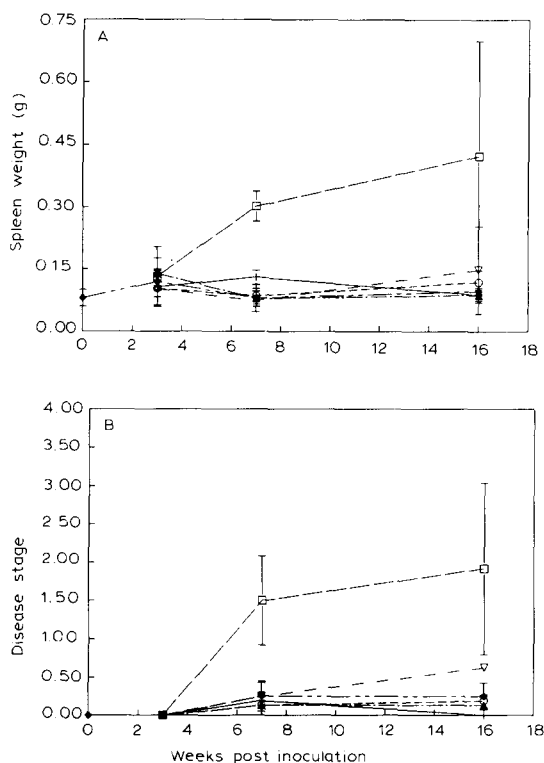 A
Spleen weight (g)
0.75
0.60
0.45
0.30
0.15
0.00
0 2 4 6 8 10 12 14 16 18
B
Disease stage
4.00
3.50
3.00
2.50
2.00
1.50
1.00
0.50
0.00
0 2 4 6 8 10 12 14 16 18
Weeks post inoculation